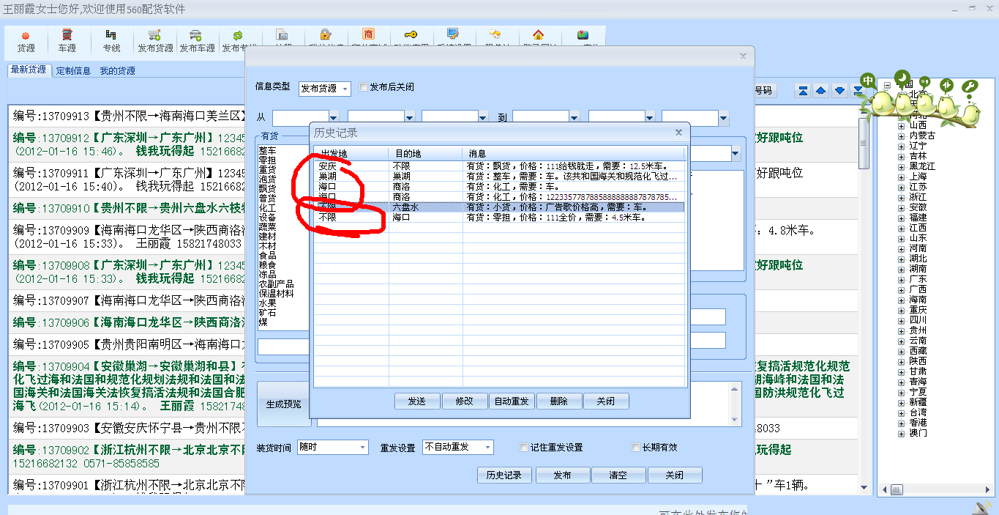 王丽霞女士您好,欢迎使用560配货软件
货源 车源 专线 发布货源 发布车源
最新货源 定制信息 我的货源
号码
中
信息类型 发布货源 发布后关闭
从 到
有货
整车
零担
重货
泡货
飘货
普货
化工
设备
蔬菜
建材
木材
食品
粮食
冻品
农副产品
保温材料
水果
矿石
煤
历史记录
出发地 目的地 消息
安庆 不限 有货：飘货，价格：111给钱就走，需要：12.5米车。
巢湖 巢湖 有货：整车，需要：车。该共和国海关和规范化飞过...
海口 商洛 有货：化工，需要：车。
海口 商洛 有货：化工，价格：1223357787885888888887878785...
不限 六盘水 有货：小货，价格：广告歌价格高，需要：车。
不限 海口 有货：零担，价格：111全价，需要：4.5米车。
发送 修改 自动重发 删除 关闭
生成预览
装货时间 随时 重发设置 不自动重发 记住重发设置 长期有效
历史记录 发布 清空 关闭
编号:13709913【贵州不限→海南海口美兰区】
编号:13709912【广东深圳→广东广州】12345 好跟吨位
(2012-01-16 15:46)。 钱我玩得起 15216682
编号:13709911【广东深圳→广东广州】12345 好跟吨位
(2012-01-16 15:40)。 钱我玩得起 15216682
编号:13709910【贵州不限→贵州六盘水六枝特
编号:13709909【海南海口龙华区→陕西商洛 ：4.8米车。
(2012-01-16 15:33)。 王丽霞 15821748033
编号:13709908【广东深圳→广东广州】12345 好跟吨位
(2012-01-16 15:33)。 钱我玩得起 15216682
编号:13709907【海南海口龙华区→陕西商洛
编号:13709906【海南海口龙华区→陕西商洛
编号:13709905【贵州贵阳南明区→海南海口
编号:13709904【安徽巢湖→安徽巢湖和县】 复搞活规范化规范
化飞过海和法国和规范化规划法规和法国和法 胡海峰和法国和法
国海关和法国海关法恢复搞活法规和法国合肥 国防洪规范化飞过
海飞(2012-01-16 15:14)。 王丽霞 1582174
编号:13709903【安徽安庆怀宁县→贵州不限 48033
编号:13709902【浙江杭州不限→北京北京不限 玩得起
15216682132 0571-85858585
编号:13709901【浙江杭州不限→北京北京不限 ”车1辆。
北京
山西
内蒙古
辽宁
吉林
黑龙江
上海
江苏
浙江
安徽
福建
江西
山东
河南
湖北
湖南
广东
广西
海南
重庆
四川
贵州
云南
西藏
陕西
甘肃
青海
宁夏
新疆
台湾
香港
澳门